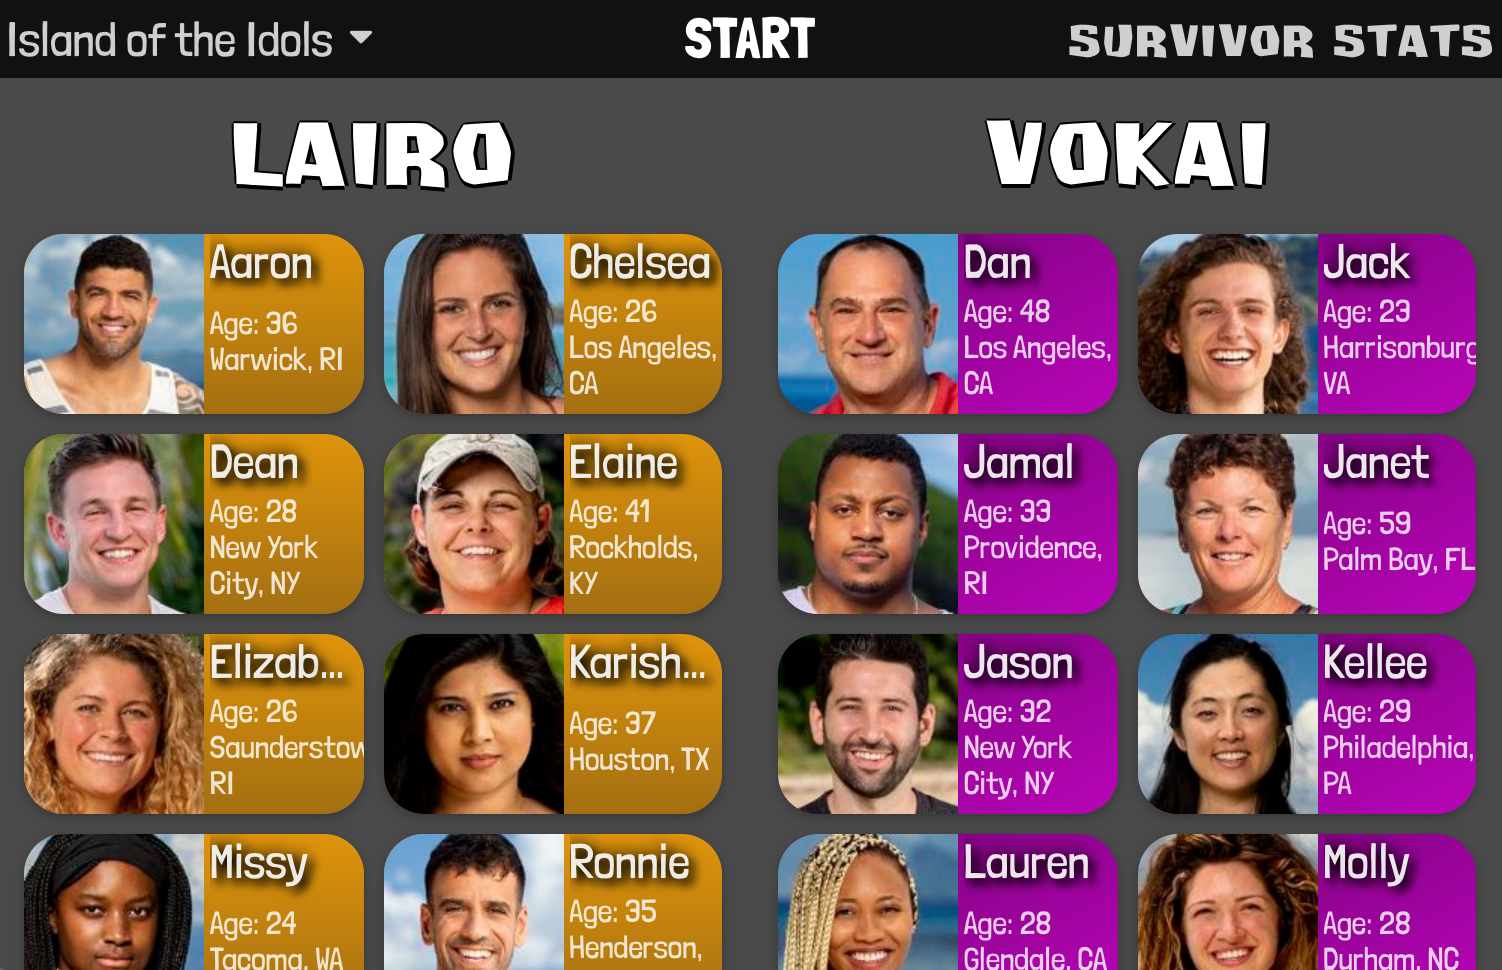 Island of the Idols
START
SURVIVOR STATS
LAIRO
VOKAI
Aaron
Age: 36
Warwick, RI
Chelsea
Age: 26
Los Angeles,
CA
Dan
Age: 48
Los Angeles,
CA
Jack
Age: 23
Harrisonburg
VA
Dean
Age: 28
New York
City, NY
Elaine
Age: 41
Rockholds,
KY
Jamal
Age: 33
Providence,
RI
Janet
Age: 59
Palm Bay, FL
Elizab...
Age: 26
Saunderstow
RI
Karish...
Age: 37
Houston, TX
Jason
Age: 32
New York
City, NY
Kellee
Age: 29
Philadelphia,
PA
Missy
Age: 24
Tacoma, WA
Ronnie
Age: 35
Henderson,
Lauren
Age: 28
Glendale, CA
Molly
Age: 28
Durham, NC